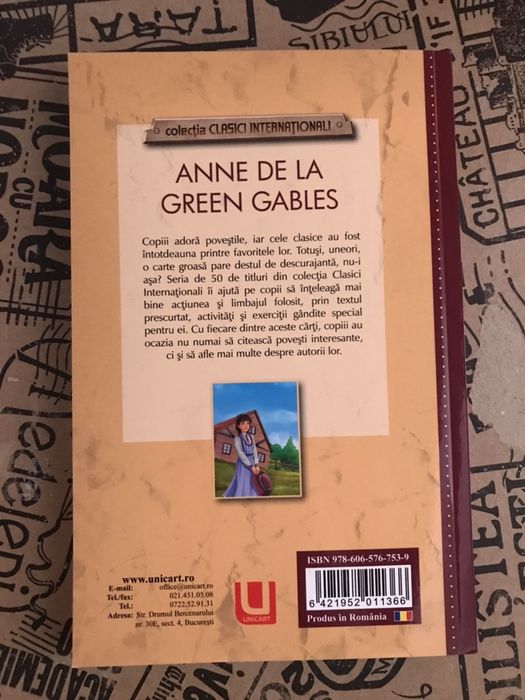 SIBIULUI
IF
CHÂTEAU
colecția CLASICI INTERNAȚIONALI
ANNE DE LA
GREEN GABLES
Copiii adoră poveștile, iar cele clasice au fost
întotdeauna printre favoritele lor. Totuși, uneori,
o carte groasă pare destul de descurajantă, nu-i
așa? Seria de 50 de titluri din colecția Clasici
Internaționali îi ajută pe copii să înțeleagă mai
bine acțiunea și limbajul folosit, prin textul
prescurtat, activități și exerciții gândite special
pentru ei. Cu fiecare dintre aceste cărți, copiii au
ocazia nu numai să citească povești interesante,
ci și să afle mai multe despre autorii lor.
www.unicart.ro
E-mail: office@unicart.ro
Tel./fax: 021.451.05.08
Tel.: 0722.52.91.31
Adresa: Str. Drumul Bercenarului
nr. 30E, sect. 4, București
UNICART
ISBN 978-606-576-753-9
6 421952 011366
Produs în România
ACADEMIE